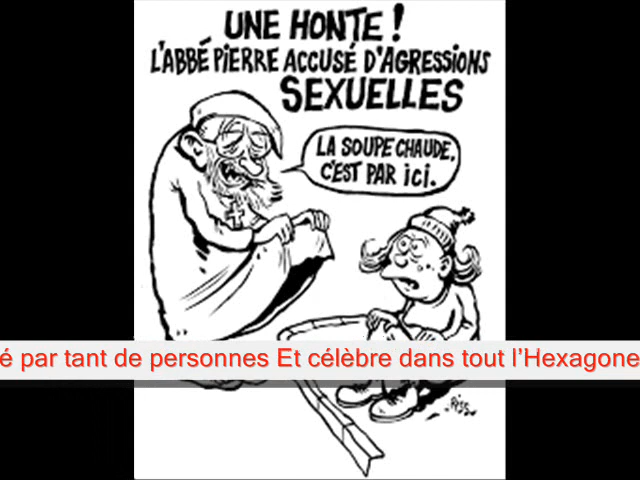 UNE HONTE !
L'ABBÉ PIERRE ACCUSÉ D'AGRESSIONS
SEXUELLES
LA SOUPE CHAUDE,
C'EST PAR ici.
é par tant de personnes Et célèbre dans tout l’Hexagone
Riss